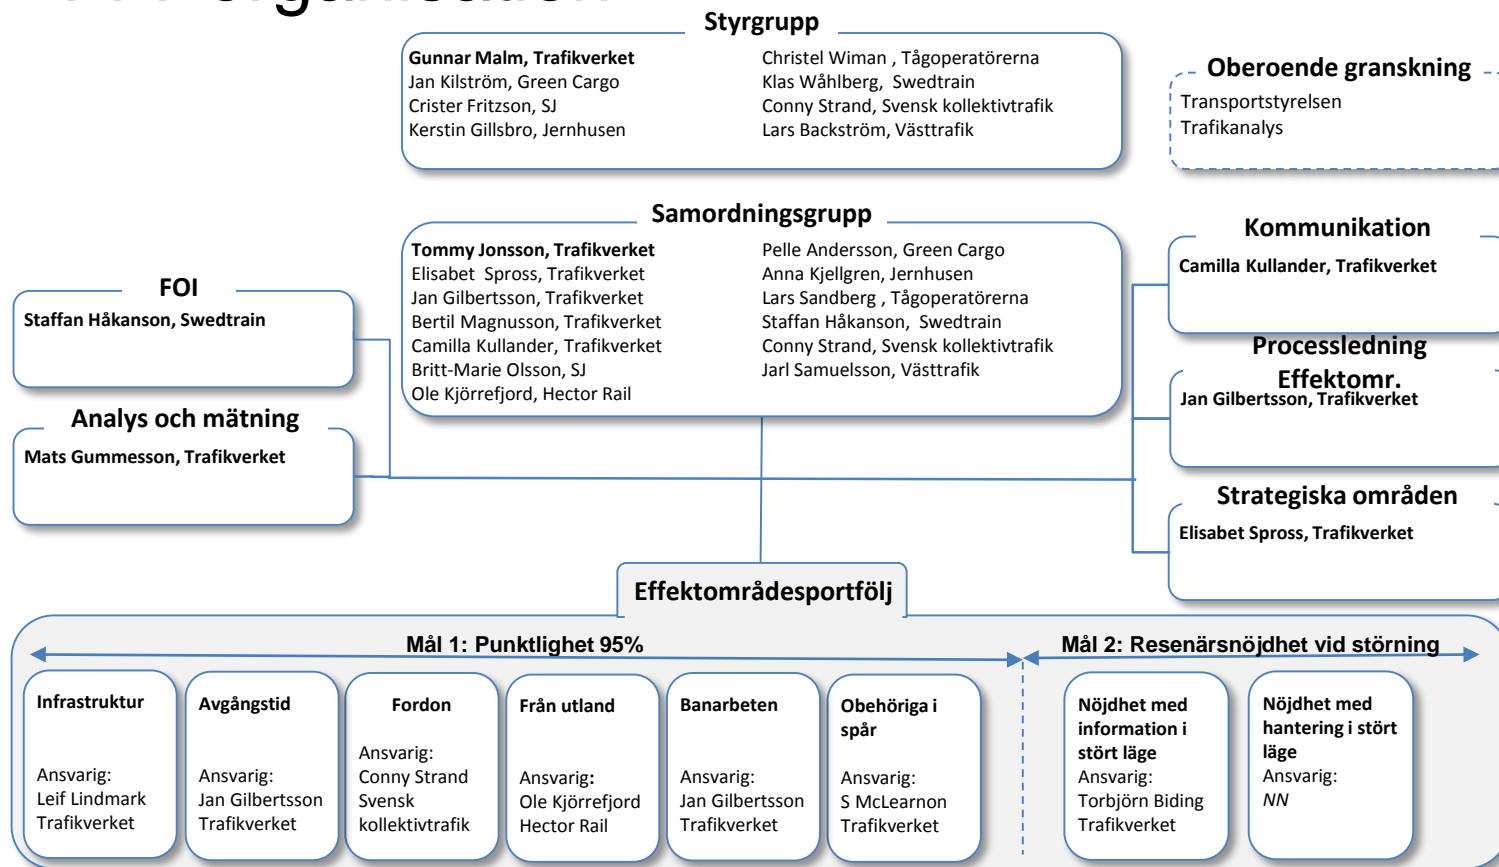 organisation
Styrgrupp
Gunnar Malm, Trafikverket
Jan Kilström, Green Cargo
Crister Fritzson, SJ
Kerstin Gillsbro, Jernhusen
Christel Wiman , Tågoperatörerna
Klas Wåhlberg, Swedtrain
Conny Strand, Svensk kollektivtrafik
Lars Backström, Västtrafik
Oberoende granskning
Transportstyrelsen
Trafikanalys
Samordningsgrupp
Tommy Jonsson, Trafikverket
Elisabet Spross, Trafikverket
Jan Gilbertsson, Trafikverket
Bertil Magnusson, Trafikverket
Camilla Kullander, Trafikverket
Britt-Marie Olsson, SJ
Ole Kjörrefjord, Hector Rail
Pelle Andersson, Green Cargo
Anna Kjellgren, Jernhusen
Lars Sandberg , Tågoperatörerna
Staffan Håkanson, Swedtrain
Conny Strand, Svensk kollektivtrafik
Jarl Samuelsson, Västtrafik
FOI
Staffan Håkanson, Swedtrain
Analys och mätning
Mats Gummesson, Trafikverket
Kommunikation
Camilla Kullander, Trafikverket
Processledning
Effektomr.
Jan Gilbertsson, Trafikverket
Strategiska områden
Elisabet Spross, Trafikverket
Effektområdesportfölj
Mål 1: Punktlighet 95%
Mål 2: Resenärsnöjdhet vid störning
Infrastruktur
Ansvarig:
Leif Lindmark
Trafikverket
Avgångstid
Ansvarig:
Jan Gilbertsson
Trafikverket
Fordon
Ansvarig:
Conny Strand
Svensk
kollektivtrafik
Från utland
Ansvarig:
Ole Kjörrefjord
Hector Rail
Banarbeten
Ansvarig:
Jan Gilbertsson
Trafikverket
Obehöriga i
spår
Ansvarig:
S McLearnon
Trafikverket
Nöjdhet med
information i
stört läge
Ansvarig:
Torbjörn Biding
Trafikverket
Nöjdhet med
hantering i stört
läge
Ansvarig:
NN